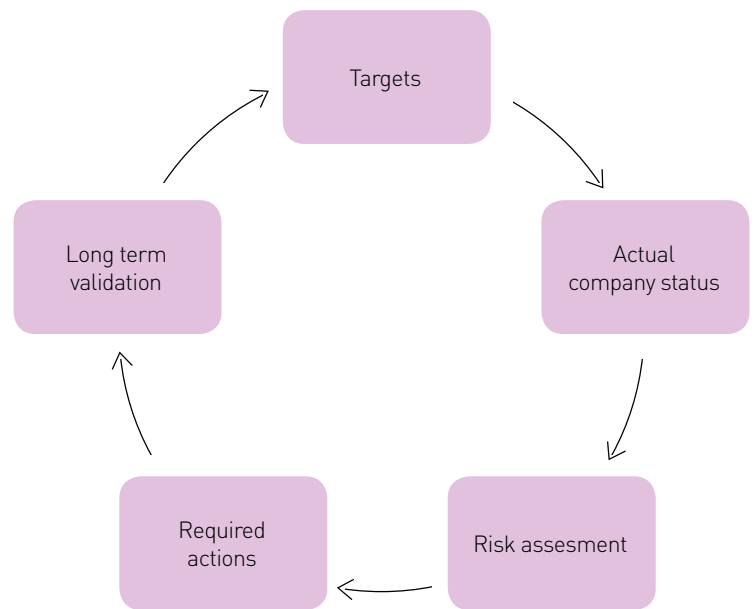 Targets
Actual
company status
Risk assesment
Required
actions
Long term
validation